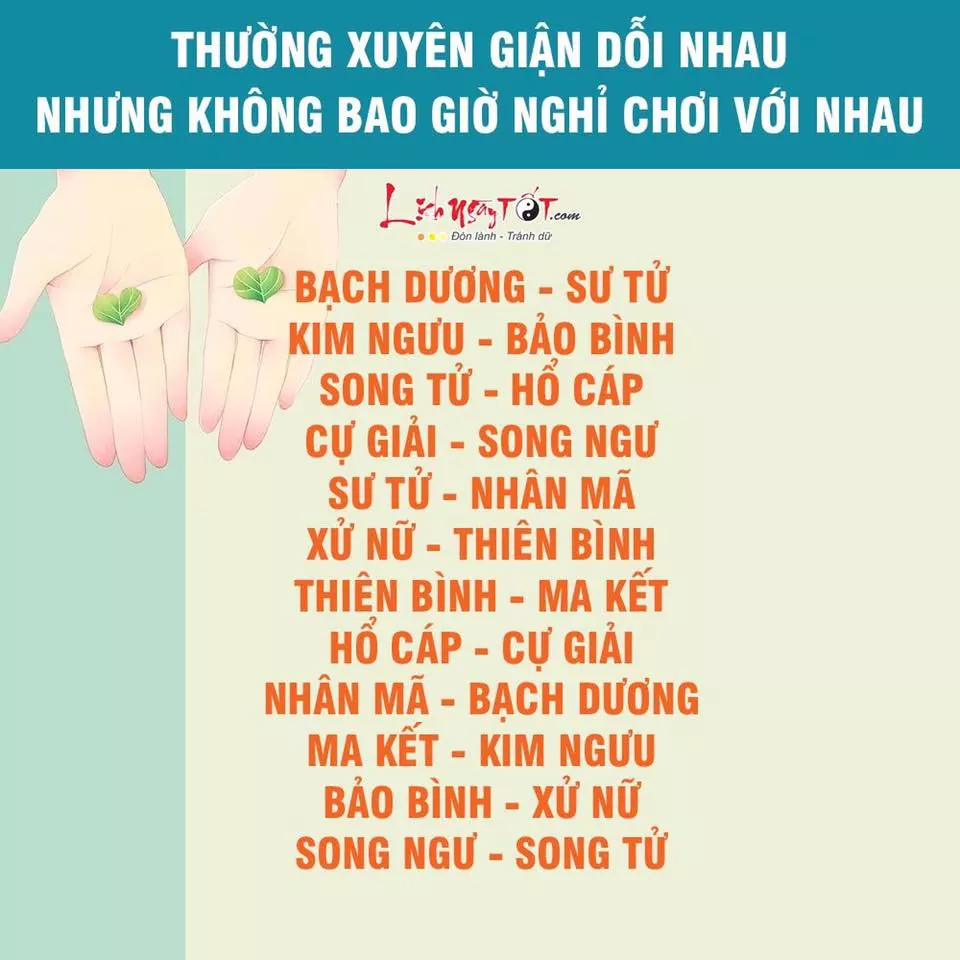 THƯỜNG XUYÊN GIẬN DỖI NHAU
NHƯNG KHÔNG BAO GIỜ NGHỈ CHƠI VỚI NHAU
LịchNgàyTỐT.com
Đón lành - Tránh dữ
BẠCH DƯƠNG - SƯ TỬ
KIM NGƯU - BẢO BÌNH
SONG TỬ - HỔ CÁP
CỰ GIẢI - SONG NGƯ
SƯ TỬ - NHÂN MÃ
XỬ NỮ - THIÊN BÌNH
THIÊN BÌNH - MA KẾT
HỔ CÁP - CỰ GIẢI
NHÂN MÃ - BẠCH DƯƠNG
MA KẾT - KIM NGƯU
BẢO BÌNH - XỬ NỮ
SONG NGƯ - SONG TỬ